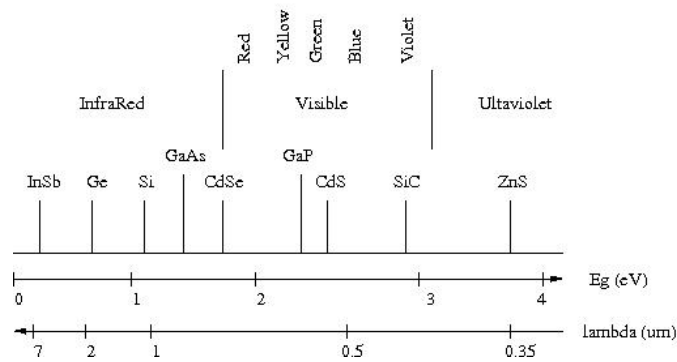 Red Yellow Green Blue Violet
InfraRed Visible Ultaviolet
GaAs GaP
InSb Ge Si CdSe CdS SiC ZnS
0 1 2 3 4 Eg (eV)
7 2 1 0.5 0.35 lambda (um)